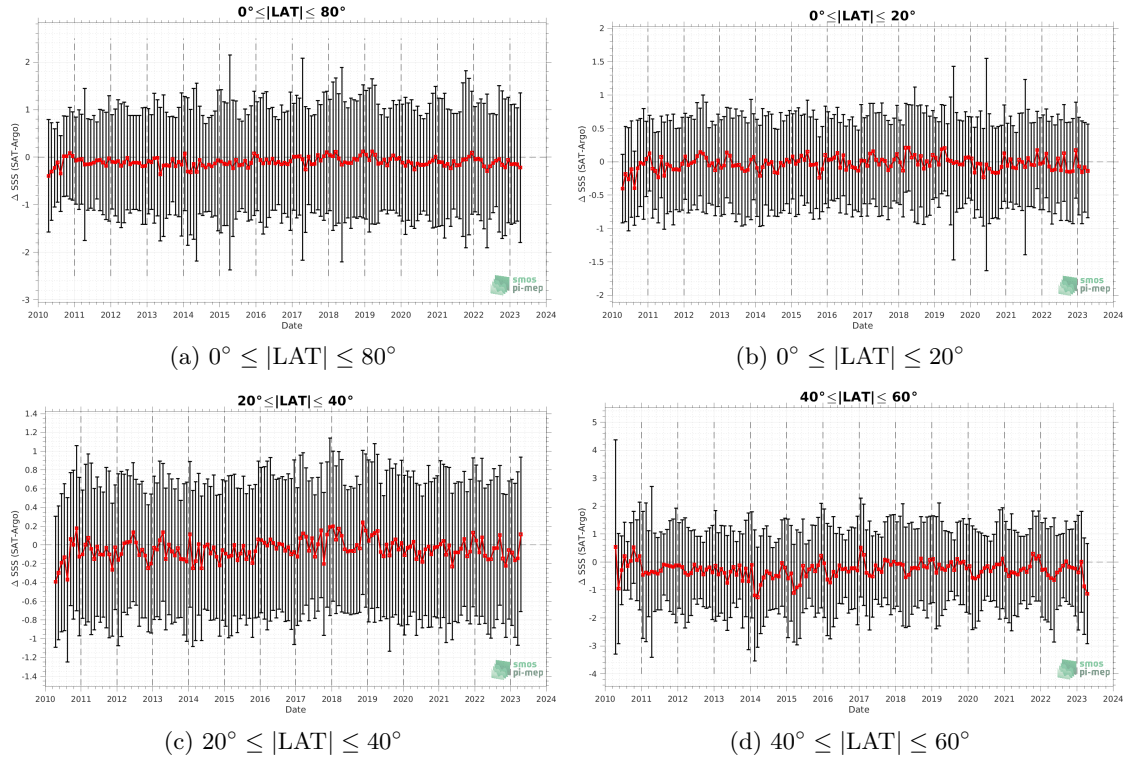 0°≤|LAT|≤ 80°
2
1
0
-1
-2
-3
Δ SSS (SAT-Argo)
2010 2011 2012 2013 2014 2015 2016 2017 2018 2019 2020 2021 2022 2023 2024
Date
smos
pi-mep
(a) 0° ≤ |LAT| ≤ 80°
0°≤|LAT|≤ 20°
2
1.5
1
0.5
0
-0.5
-1
-1.5
-2
Δ SSS (SAT-Argo)
2010 2011 2012 2013 2014 2015 2016 2017 2018 2019 2020 2021 2022 2023 2024
Date
smos
pi-mep
(b) 0° ≤ |LAT| ≤ 20°
20°≤|LAT|≤ 40°
1.4
1.2
1
0.8
0.6
0.4
0.2
0
-0.2
-0.4
-0.6
-0.8
-1
-1.2
-1.4
Δ SSS (SAT-Argo)
2010 2011 2012 2013 2014 2015 2016 2017 2018 2019 2020 2021 2022 2023 2024
Date
smos
pi-mep
(c) 20° ≤ |LAT| ≤ 40°
40°≤|LAT|≤ 60°
5
4
3
2
1
0
-1
-2
-3
-4
Δ SSS (SAT-Argo)
2010 2011 2012 2013 2014 2015 2016 2017 2018 2019 2020 2021 2022 2023 2024
Date
smos
pi-mep
(d) 40° ≤ |LAT| ≤ 60°